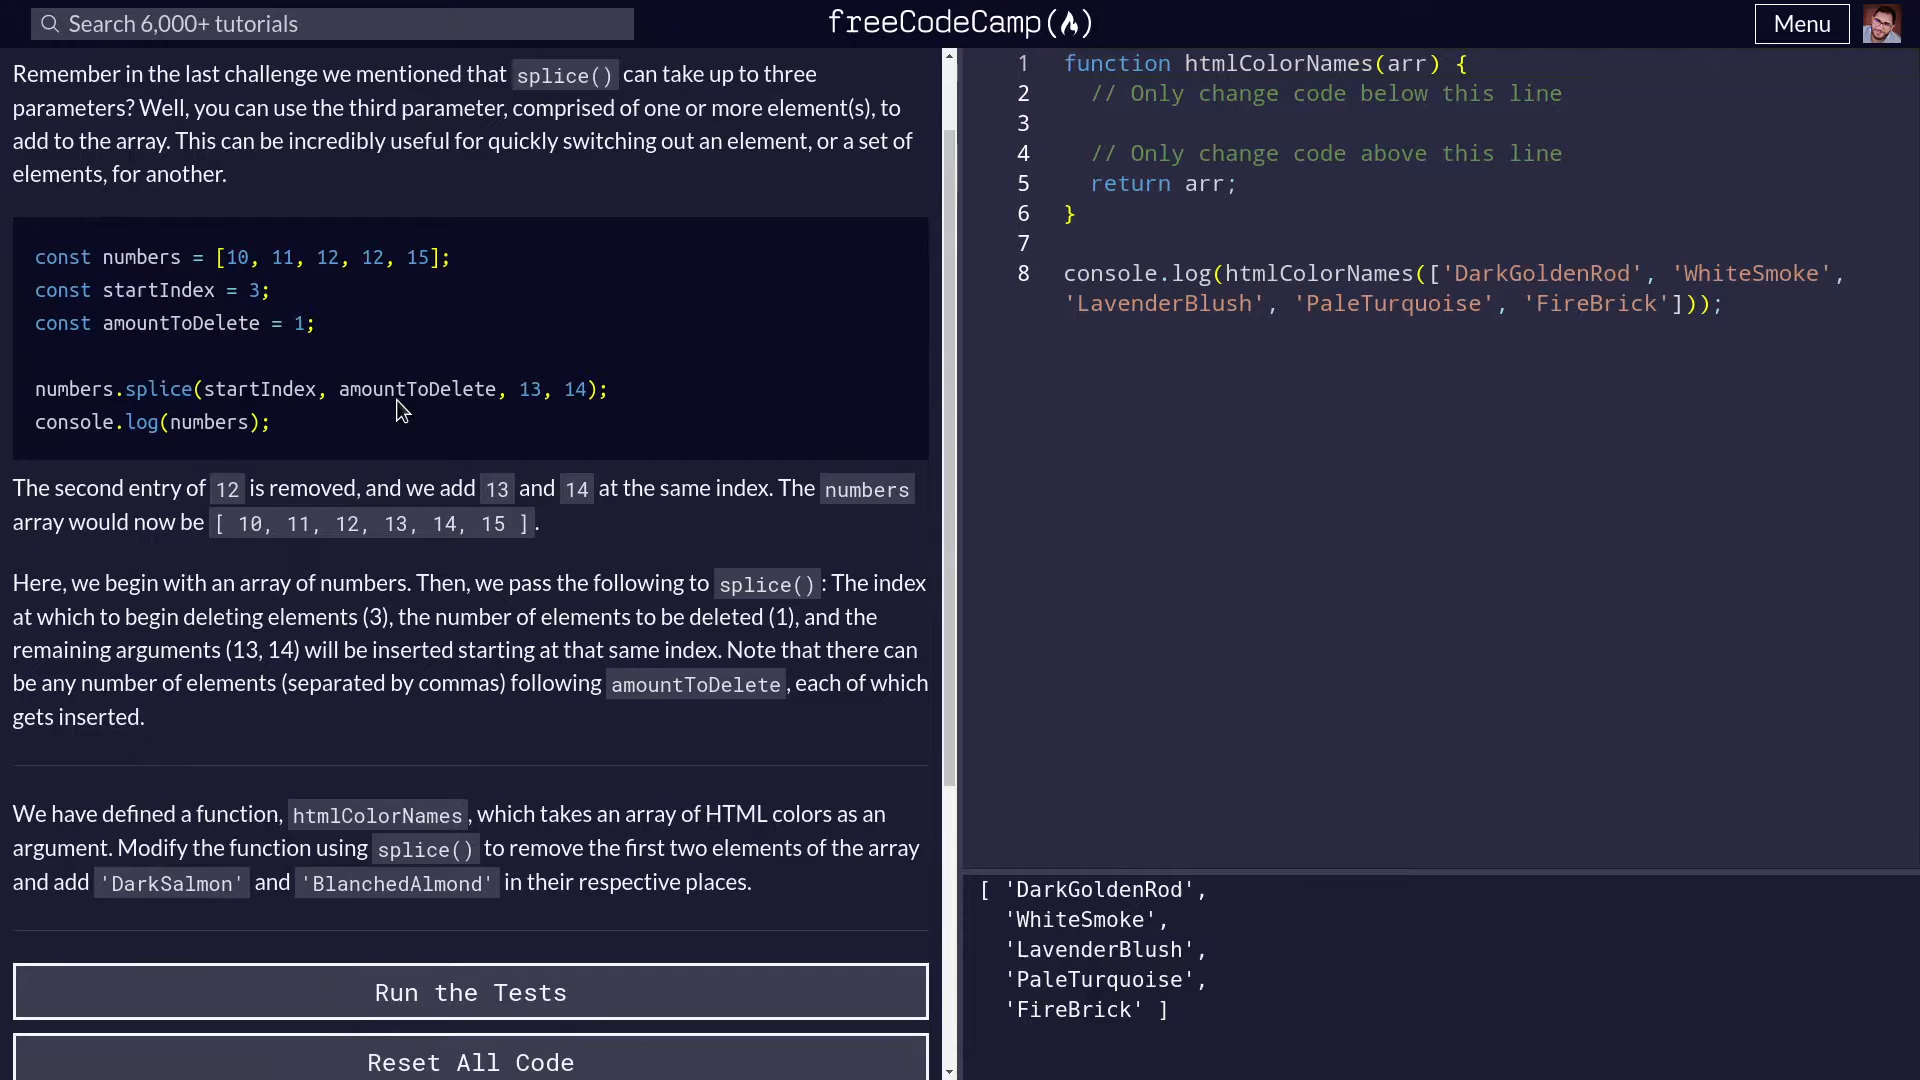 Search 6,000+ tutorials
freeCodeCamp(🔥)
Menu
Remember in the last challenge we mentioned that splice() can take up to three
parameters? Well, you can use the third parameter, comprised of one or more element(s), to
add to the array. This can be incredibly useful for quickly switching out an element, or a set of
elements, for another.
const numbers = [10, 11, 12, 12, 15];
const startIndex = 3;
const amountToDelete = 1;
numbers.splice(startIndex, amountToDelete, 13, 14);
console.log(numbers);
The second entry of 12 is removed, and we add 13 and 14 at the same index. The numbers
array would now be [ 10, 11, 12, 13, 14, 15 ].
Here, we begin with an array of numbers. Then, we pass the following to splice(): The index
at which to begin deleting elements (3), the number of elements to be deleted (1), and the
remaining arguments (13, 14) will be inserted starting at that same index. Note that there can
be any number of elements (separated by commas) following amountToDelete, each of which
gets inserted.
We have defined a function, htmlColorNames, which takes an array of HTML colors as an
argument. Modify the function using splice() to remove the first two elements of the array
and add 'DarkSalmon' and 'BlanchedAlmond' in their respective places.
Run the Tests
Reset All Code
1 function htmlColorNames(arr) {
2 // Only change code below this line
3
4 // Only change code above this line
5 return arr;
6 }
7
8 console.log(htmlColorNames(['DarkGoldenRod', 'WhiteSmoke',
'LavenderBlush', 'PaleTurquoise', 'FireBrick']));
[ 'DarkGoldenRod',
'WhiteSmoke',
'LavenderBlush',
'PaleTurquoise',
'FireBrick' ]